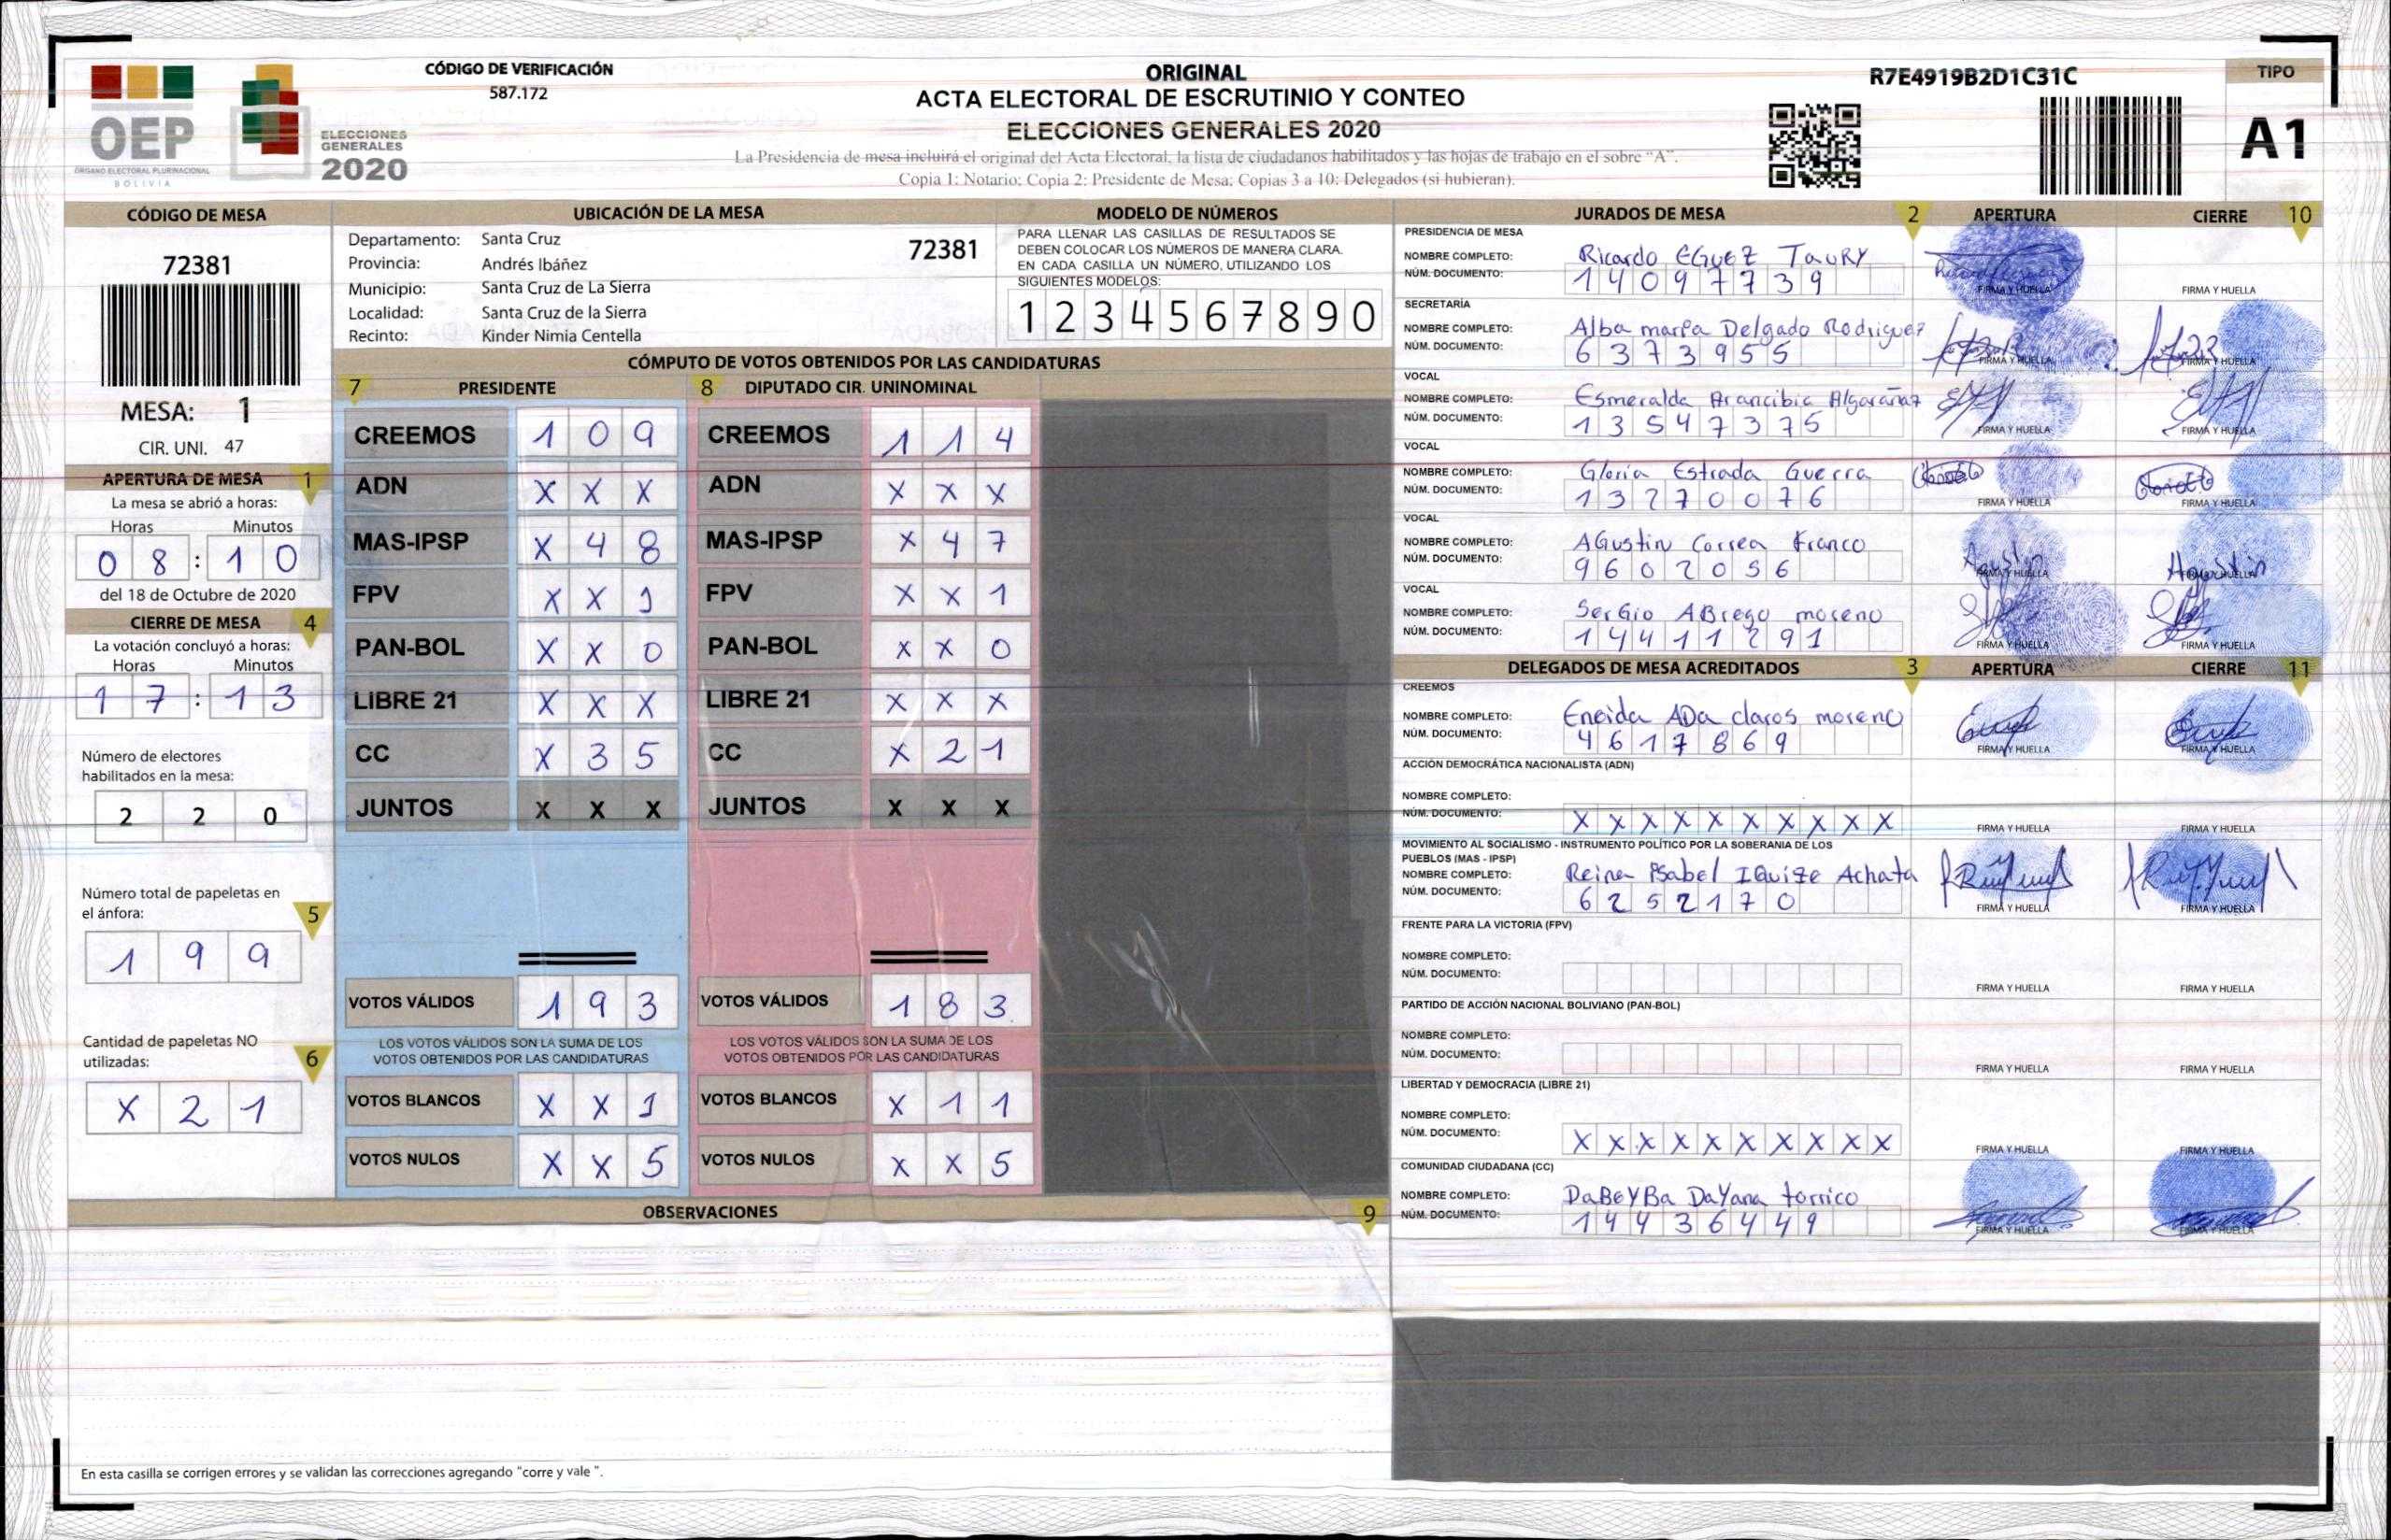 CÓDIGO DE VERIFICACIÓN
587.172
OEP
ÓRGANO ELECTORAL PLURINACIONAL
BOLIVIA
ELECCIONES
GENERALES
2020
ORIGINAL
ACTA ELECTORAL DE ESCRUTINIO Y CONTEO
ELECCIONES GENERALES 2020
La Presidencia de mesa incluirá el original del Acta Electoral, la lista de ciudadanos habilitados y las hojas de trabajo en el sobre "A".
Copia 1: Notario; Copia 2: Presidente de Mesa; Copias 3 a 10: Delegados (si hubieran).
R7E4919B2D1C31C
TIPO
A1
CÓDIGO DE MESA
72381
MESA: 1
CIR. UNI. 47
APERTURA DE MESA 1
La mesa se abrió a horas:
Horas Minutos
0 8 : 1 0
del 18 de Octubre de 2020
CIERRE DE MESA 4
La votación concluyó a horas:
Horas Minutos
1 7 : 1 3
Número de electores
habilitados en la mesa:
2 2 0
Número total de papeletas en
el ánfora: 5
1 9 9
Cantidad de papeletas NO
utilizadas: 6
X 2 1
UBICACIÓN DE LA MESA
Departamento: Santa Cruz
72381
Provincia: Andrés Ibáñez
Municipio: Santa Cruz de La Sierra
Localidad: Santa Cruz de la Sierra
Recinto: Kinder Nimia Centella
MODELO DE NÚMEROS
PARA LLENAR LAS CASILLAS DE RESULTADOS SE
DEBEN COLOCAR LOS NÚMEROS DE MANERA CLARA.
EN CADA CASILLA UN NÚMERO, UTILIZANDO LOS
SIGUIENTES MODELOS:
1 2 3 4 5 6 7 8 9 0
CÓMPUTO DE VOTOS OBTENIDOS POR LAS CANDIDATURAS
7 PRESIDENTE 8 DIPUTADO CIR. UNINOMINAL
CREEMOS 1 0 9 CREEMOS 1 1 4
ADN X X X ADN X X X
MAS-IPSP X 4 8 MAS-IPSP X 4 7
FPV X X 1 FPV X X 1
PAN-BOL X X 0 PAN-BOL X X 0
LIBRE 21 X X X LIBRE 21 X X X
CC X 3 5 CC X 2 1
JUNTOS X X X JUNTOS X X X
VOTOS VÁLIDOS 1 9 3 VOTOS VÁLIDOS 1 8 3
LOS VOTOS VÁLIDOS SON LA SUMA DE LOS LOS VOTOS VÁLIDOS SON LA SUMA DE LOS
VOTOS OBTENIDOS POR LAS CANDIDATURAS VOTOS OBTENIDOS POR LAS CANDIDATURAS
VOTOS BLANCOS X X 1 VOTOS BLANCOS X 1 1
VOTOS NULOS X X 5 VOTOS NULOS X X 5
OBSERVACIONES 9
En esta casilla se corrigen errores y se validan las correcciones agregando "corre y vale ".
JURADOS DE MESA 2 APERTURA CIERRE 10
PRESIDENCIA DE MESA
NOMBRE COMPLETO: Ricardo EGuEZ TauRY
NÚM. DOCUMENTO: 1 4 0 9 7 7 3 9
FIRMA Y HUELLA FIRMA Y HUELLA
SECRETARÍA
NOMBRE COMPLETO: Alba maría Delgado Rodriguez
NÚM. DOCUMENTO: 6 3 7 3 9 5 5
FIRMA Y HUELLA FIRMA Y HUELLA
VOCAL
NOMBRE COMPLETO: Esmeralda Arancibia Algarañaz
NÚM. DOCUMENTO: 1 3 5 4 7 3 7 5
FIRMA Y HUELLA FIRMA Y HUELLA
VOCAL
NOMBRE COMPLETO: Gloria Estrada Guerra
NÚM. DOCUMENTO: 1 3 2 7 0 0 7 6
FIRMA Y HUELLA FIRMA Y HUELLA
VOCAL
NOMBRE COMPLETO: AGustin Correa Franco
NÚM. DOCUMENTO: 9 6 0 2 0 5 6
Agustin FIRMA Y HUELLA Agostin FIRMA Y HUELLA
VOCAL
NOMBRE COMPLETO: SerGio ABrego moreno
NÚM. DOCUMENTO: 1 4 4 1 1 2 9 1
FIRMA Y HUELLA FIRMA Y HUELLA
DELEGADOS DE MESA ACREDITADOS 3 APERTURA CIERRE 11
CREEMOS
NOMBRE COMPLETO: Eneida ADa claros moreno
NÚM. DOCUMENTO: 4 6 1 7 8 6 9
FIRMA Y HUELLA FIRMA Y HUELLA
ACCIÓN DEMOCRÁTICA NACIONALISTA (ADN)
NOMBRE COMPLETO:
NÚM. DOCUMENTO: X X X X X X X X X X
FIRMA Y HUELLA FIRMA Y HUELLA
MOVIMIENTO AL SOCIALISMO - INSTRUMENTO POLÍTICO POR LA SOBERANIA DE LOS
PUEBLOS (MAS - IPSP)
NOMBRE COMPLETO: Reina Isabel IQuize Achata
NÚM. DOCUMENTO: 6 2 5 2 1 7 0
FIRMA Y HUELLA FIRMA Y HUELLA
FRENTE PARA LA VICTORIA (FPV)
NOMBRE COMPLETO:
NÚM. DOCUMENTO:
FIRMA Y HUELLA FIRMA Y HUELLA
PARTIDO DE ACCIÓN NACIONAL BOLIVIANO (PAN-BOL)
NOMBRE COMPLETO:
NÚM. DOCUMENTO:
FIRMA Y HUELLA FIRMA Y HUELLA
LIBERTAD Y DEMOCRACIA (LIBRE 21)
NOMBRE COMPLETO:
NÚM. DOCUMENTO: X X X X X X X X X X
FIRMA Y HUELLA FIRMA Y HUELLA
COMUNIDAD CIUDADANA (CC)
NOMBRE COMPLETO: DaBeYBa DaYana torrico
NÚM. DOCUMENTO: 1 4 4 3 6 4 4 9
FIRMA Y HUELLA FIRMA Y HUELLA